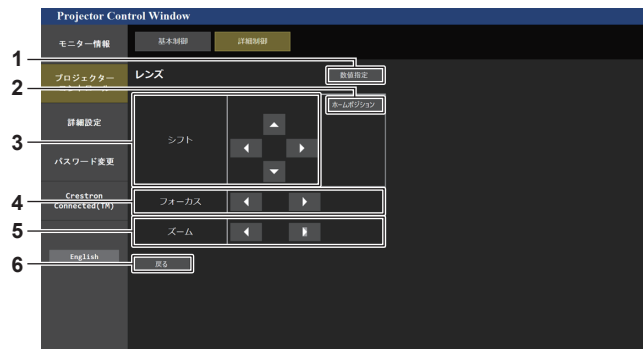 Projector Control Window
モニター情報
基本制御
詳細制御
1
プロジェクター
レンズ
数値指定
2
ホームポジション
詳細設定
3
シフト
パスワード変更
Crestron
Connected(TM)
4
フォーカス
5
ズーム
English
6
戻る